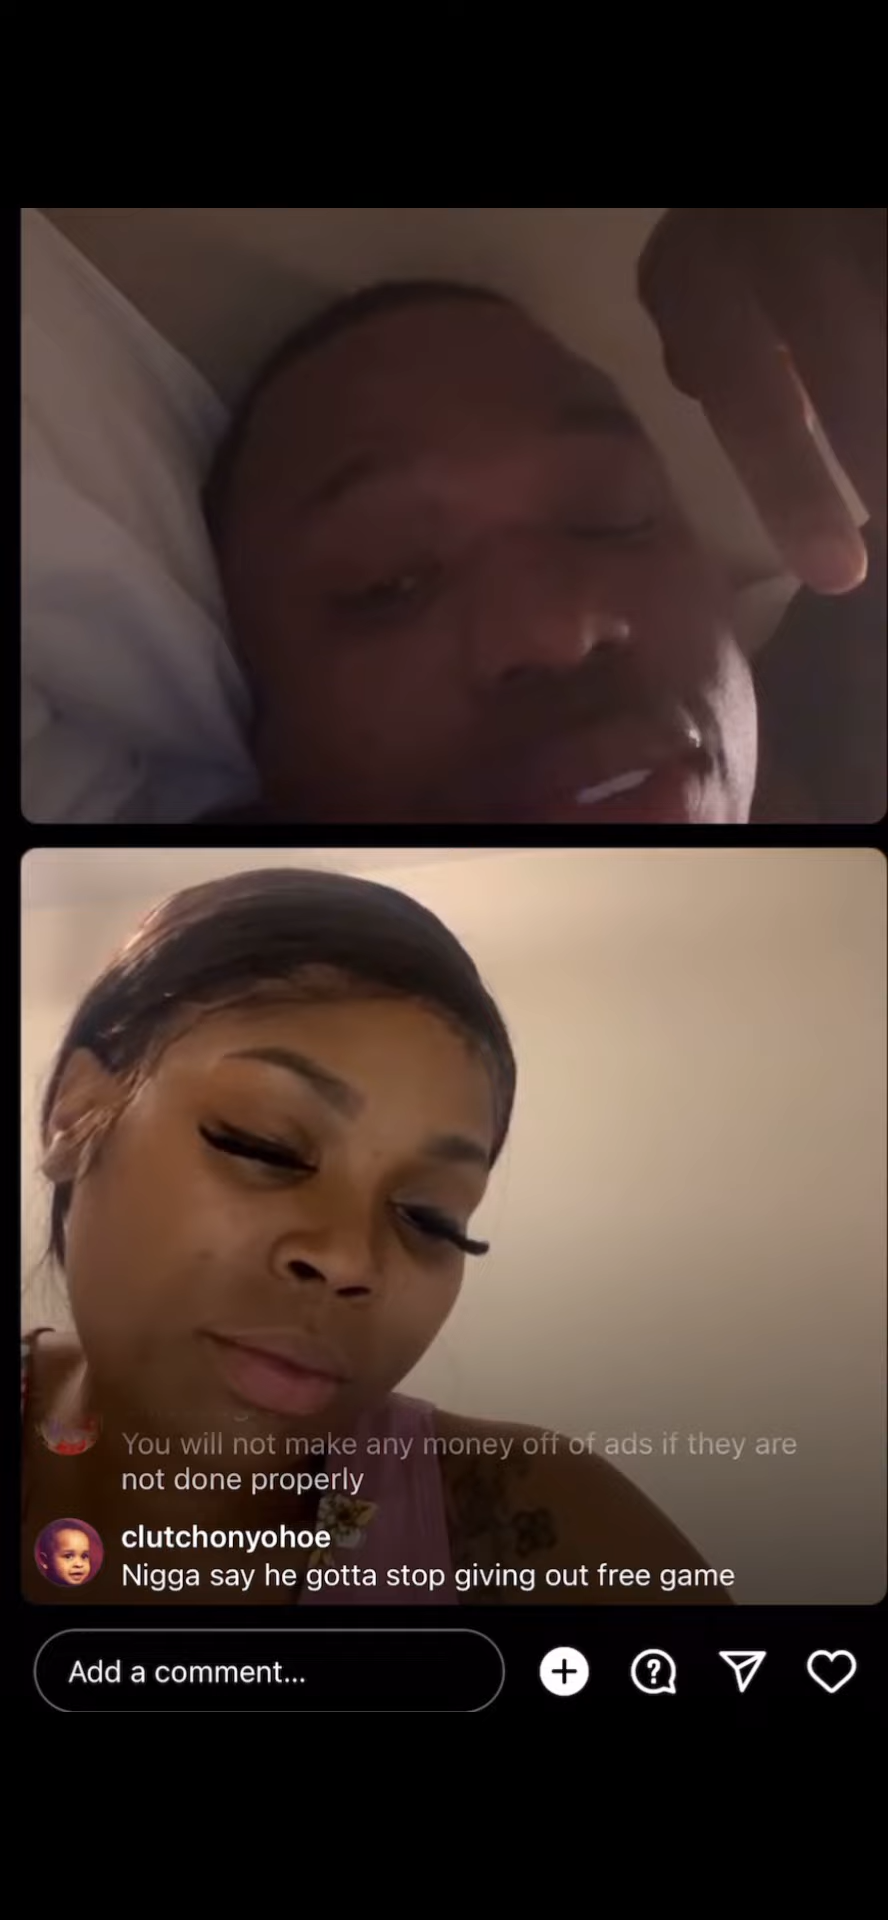 You will not make any money off of ads if they are
not done properly
clutchonyohoe
Nigga say he gotta stop giving out free game
Add a comment...